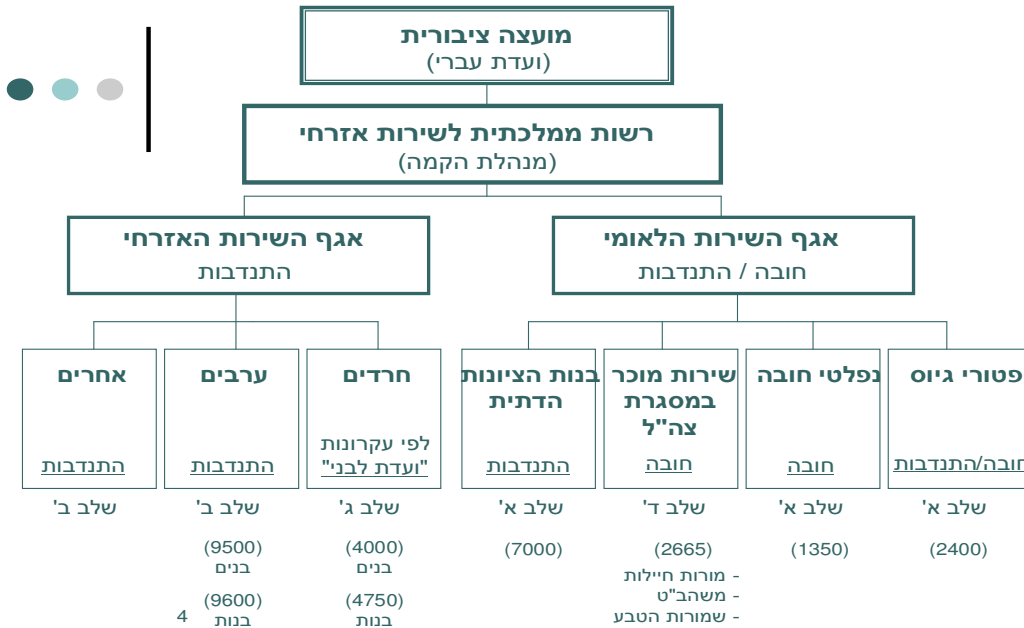 מועצה ציבורית
(ועדת עברי)
רשות ממלכתית לשירות אזרחי
(מנהלת הקמה)
אגף השירות הלאומי
חובה / התנדבות
אגף השירות האזרחי
התנדבות
פטורי גיוס
חובה/התנדבות
שלב א'
(2400)
נפלטי חובה
חובה
שלב א'
(1350)
שירות מוכר
במסגרת
צה"ל
חובה
שלב ד'
(2665)
- מורות חיילות
- משהב"ט
- שמורות הטבע
בנות הציונות
הדתית
התנדבות
שלב א'
(7000)
חרדים
לפי עקרונות
"ועדת לבני"
שלב ג'
(4000)
בנים
(4750)
בנות
ערבים
התנדבות
שלב ב'
(9500)
בנים
(9600)
בנות
אחרים
התנדבות
שלב ב'
4